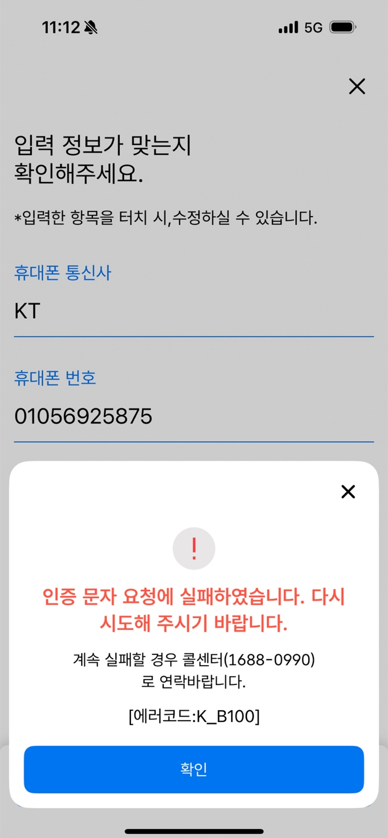 11:12
5G
입력 정보가 맞는지
확인해주세요.
*입력한 항목을 터치 시,수정하실 수 있습니다.
휴대폰 통신사
KT
휴대폰 번호
01056925875
인증 문자 요청에 실패하였습니다. 다시
시도해 주시기 바랍니다.
계속 실패할 경우 콜센터(1688-0990)
로 연락바랍니다.
[에러코드:K_B100]
확인